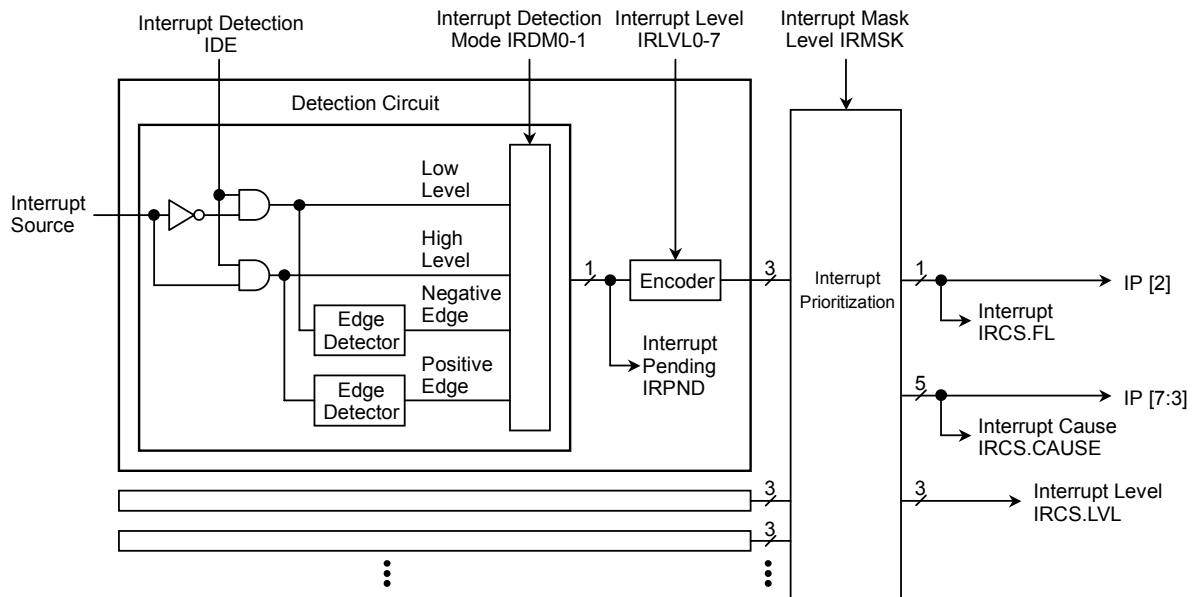 Interrupt Detection
IDE
Interrupt Detection
Mode IRDM0-1
Interrupt Level
IRLVL0-7
Interrupt Mask
Level IRMSK
Detection Circuit
Interrupt
Source
Low
Level
High
Level
Negative
Edge
Positive
Edge
Edge
Detector
Edge
Detector
1
Encoder
3
Interrupt
Pending
IRPND
Interrupt
Prioritization
1
IP [2]
Interrupt
IRCS.FL
5
IP [7:3]
Interrupt Cause
IRCS.CAUSE
3
3
Interrupt Level
IRCS.LVL
3